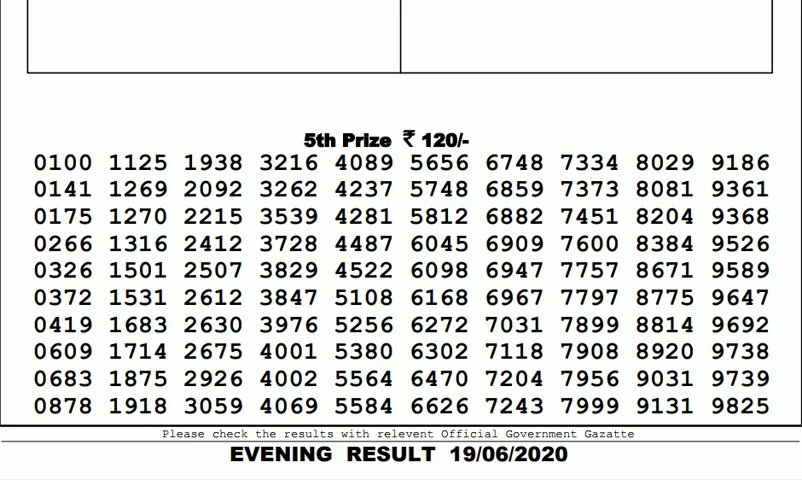 5th Prize ₹ 120/-
0100 1125 1938 3216 4089 5656 6748 7334 8029 9186
0141 1269 2092 3262 4237 5748 6859 7373 8081 9361
0175 1270 2215 3539 4281 5812 6882 7451 8204 9368
0266 1316 2412 3728 4487 6045 6909 7600 8384 9526
0326 1501 2507 3829 4522 6098 6947 7757 8671 9589
0372 1531 2612 3847 5108 6168 6967 7797 8775 9647
0419 1683 2630 3976 5256 6272 7031 7899 8814 9692
0609 1714 2675 4001 5380 6302 7118 7908 8920 9738
0683 1875 2926 4002 5564 6470 7204 7956 9031 9739
0878 1918 3059 4069 5584 6626 7243 7999 9131 9825
Please check the results with relevent Official Government Gazatte
EVENING RESULT 19/06/2020